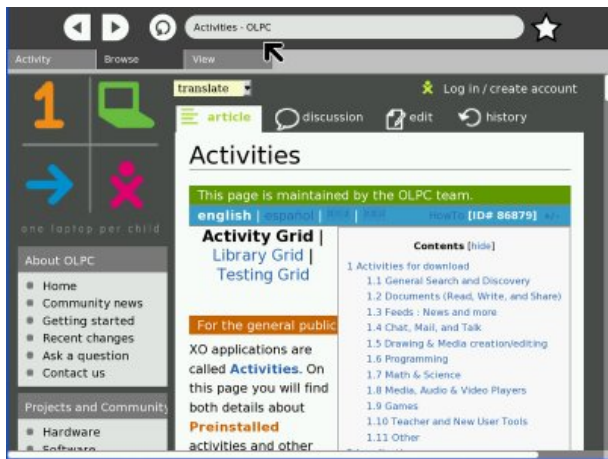 Activities - OLPC
Activity Browse View
translate
Log in / create account
article discussion edit history
1
one laptop per child
Activities
This page is maintained by the OLPC team.
english | español |
HowTo [ID# 86879] +/-
Activity Grid |
Library Grid |
Testing Grid
Contents [hide]
1 Activities for download
1.1 General Search and Discovery
1.2 Documents (Read, Write, and Share)
1.3 Feeds : News and more
1.4 Chat, Mail, and Talk
1.5 Drawing & Media creation/editing
1.6 Programming
1.7 Math & Science
1.8 Media, Audio & Video Players
1.9 Games
1.10 Teacher and New User Tools
1.11 Other
For the general public
XO applications are
called Activities. On
this page you will find
both details about
Preinstalled
activities and other
About OLPC
Home
Community news
Getting started
Recent changes
Ask a question
Contact us
Projects and Community
Hardware
Software